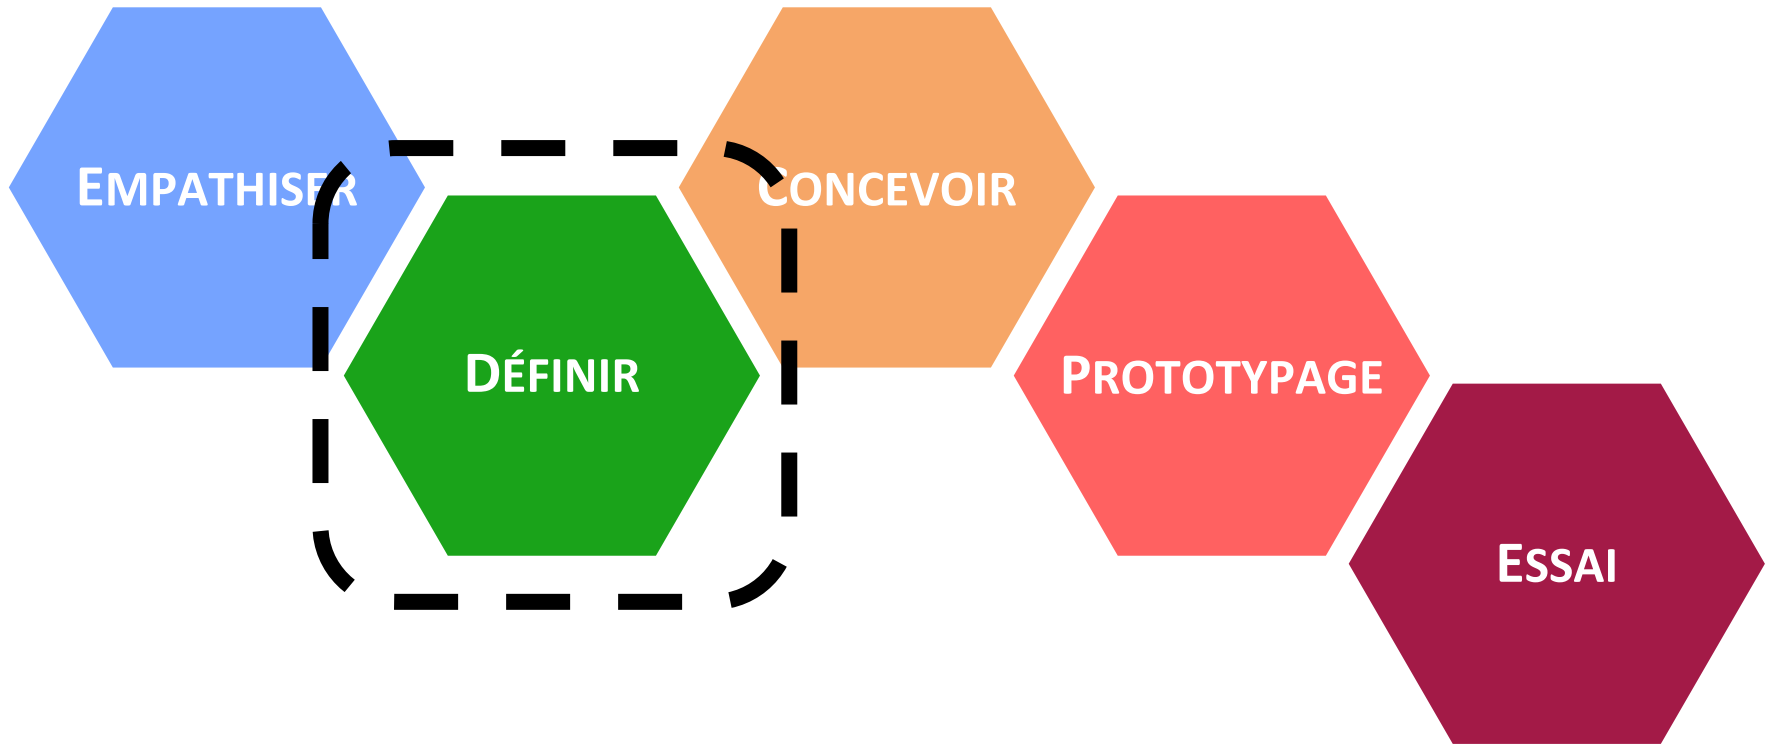 EMPATHISER
DÉFINIR
CONCEVOIR
PROTOTYPAGE
ESSAI